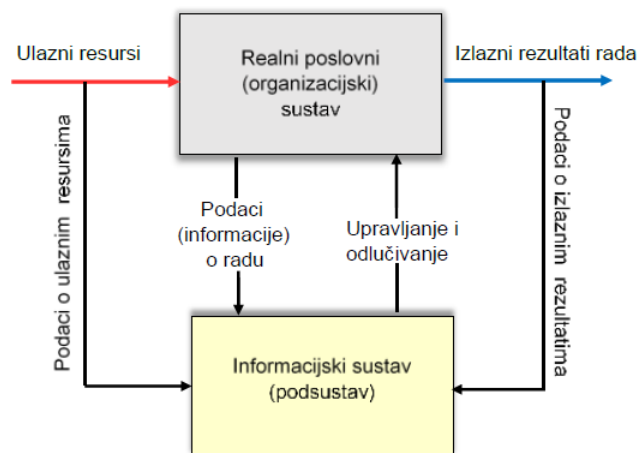 Ulazni resursi
Realni poslovni
(organizacijski)
sustav
Izlazni rezultati rada
Podaci o ulaznim resursima
Podaci
(informacije)
o radu
Upravljanje i
odlučivanje
Podaci o izlaznim rezultatima
Informacijski sustav
(podsustav)